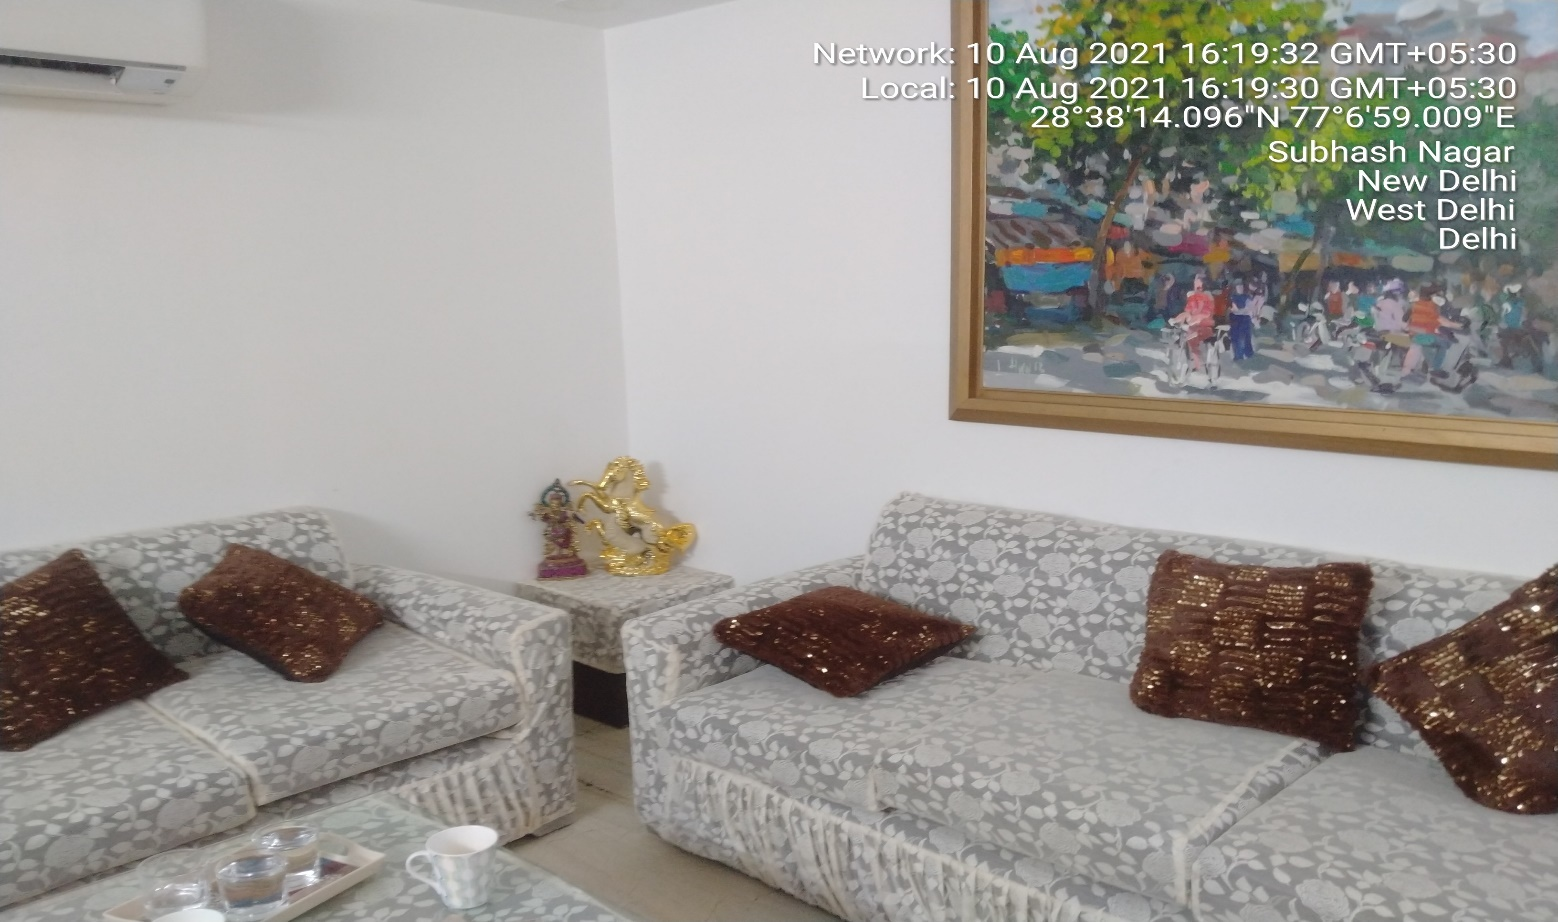 Network: 10 Aug 2021 16:19:32 GMT+05:30
Local: 10 Aug 2021 16:19:30 GMT+05:30
28°38'14.096"N 77°6'59.009"E
Subhash Nagar
New Delhi
West Delhi
Delhi